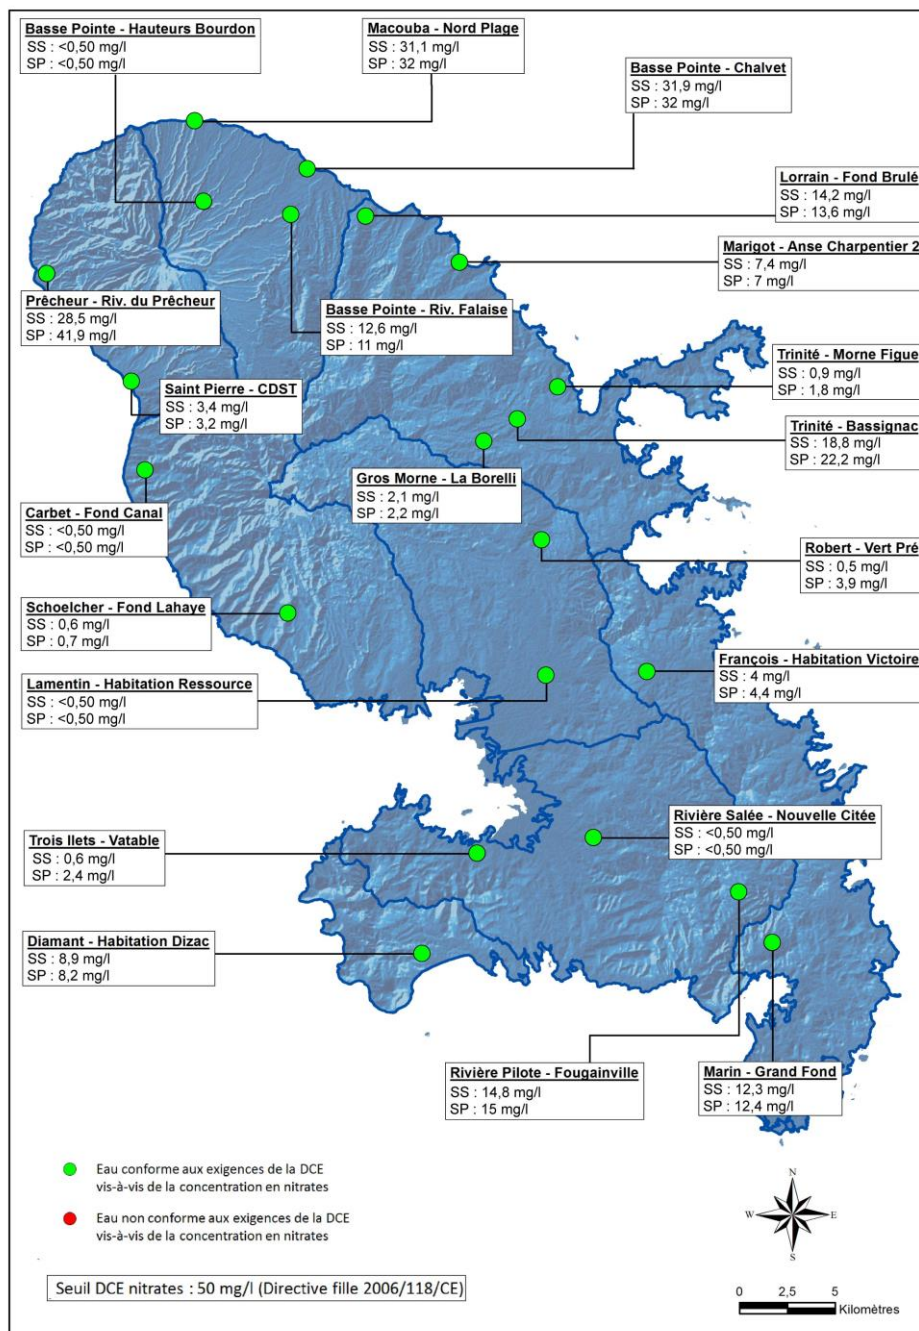 Basse Pointe - Hauteurs Bourdon
SS : <0,50 mg/l
SP : <0,50 mg/l
Macouba - Nord Plage
SS : 31,1 mg/l
SP : 32 mg/l
Basse Pointe - Chalvet
SS : 31,9 mg/l
SP : 32 mg/l
Lorrain - Fond Brulé
SS : 14,2 mg/l
SP : 13,6 mg/l
Marigot - Anse Charpentier 2
SS : 7,4 mg/l
SP : 7 mg/l
Prêcheur - Riv. du Prêcheur
SS : 28,5 mg/l
SP : 41,9 mg/l
Basse Pointe - Riv. Falaise
SS : 12,6 mg/l
SP : 11 mg/l
Trinité - Morne Figue
SS : 0,9 mg/l
SP : 1,8 mg/l
Saint Pierre - CDST
SS : 3,4 mg/l
SP : 3,2 mg/l
Trinité - Bassignac
SS : 18,8 mg/l
SP : 22,2 mg/l
Gros Morne - La Borelli
SS : 2,1 mg/l
SP : 2,2 mg/l
Carbet - Fond Canal
SS : <0,50 mg/l
SP : <0,50 mg/l
Robert - Vert Pré
SS : 0,5 mg/l
SP : 3,9 mg/l
Schoelcher - Fond Lahaye
SS : 0,6 mg/l
SP : 0,7 mg/l
François - Habitation Victoire
SS : 4 mg/l
SP : 4,4 mg/l
Lamentin - Habitation Ressource
SS : <0,50 mg/l
SP : <0,50 mg/l
Rivière Salée - Nouvelle Citée
SS : <0,50 mg/l
SP : <0,50 mg/l
Trois Ilets - Vatable
SS : 0,6 mg/l
SP : 2,4 mg/l
Diamant - Habitation Dizac
SS : 8,9 mg/l
SP : 8,2 mg/l
Rivière Pilote - Fougainville
SS : 14,8 mg/l
SP : 15 mg/l
Marin - Grand Fond
SS : 12,3 mg/l
SP : 12,4 mg/l
Eau conforme aux exigences de la DCE
vis-à-vis de la concentration en nitrates
Eau non conforme aux exigences de la DCE
vis-à-vis de la concentration en nitrates
N
W E
S
Seuil DCE nitrates : 50 mg/l (Directive fille 2006/118/CE)
0 2,5 5
Kilomètres